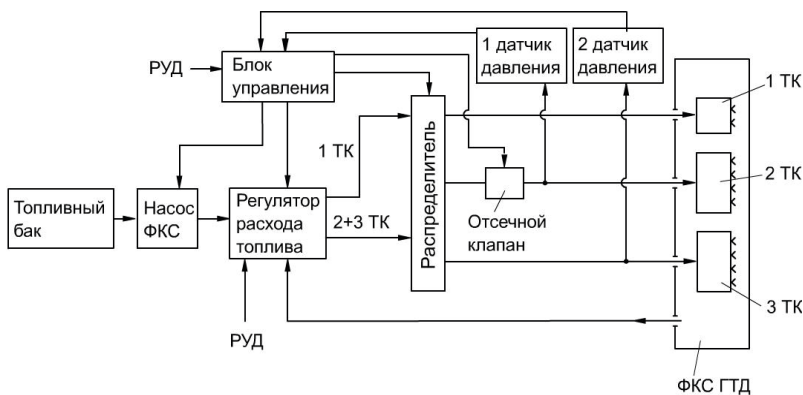 РУД
Блок
управления
1 датчик
давления
2 датчик
давления
1 ТК
1 ТК
2 ТК
Топливный
бак
Насос
ФКС
Регулятор
расхода
топлива
2+3 ТК
Распределитель
Отсечной
клапан
3 ТК
РУД
ФКС ГТД